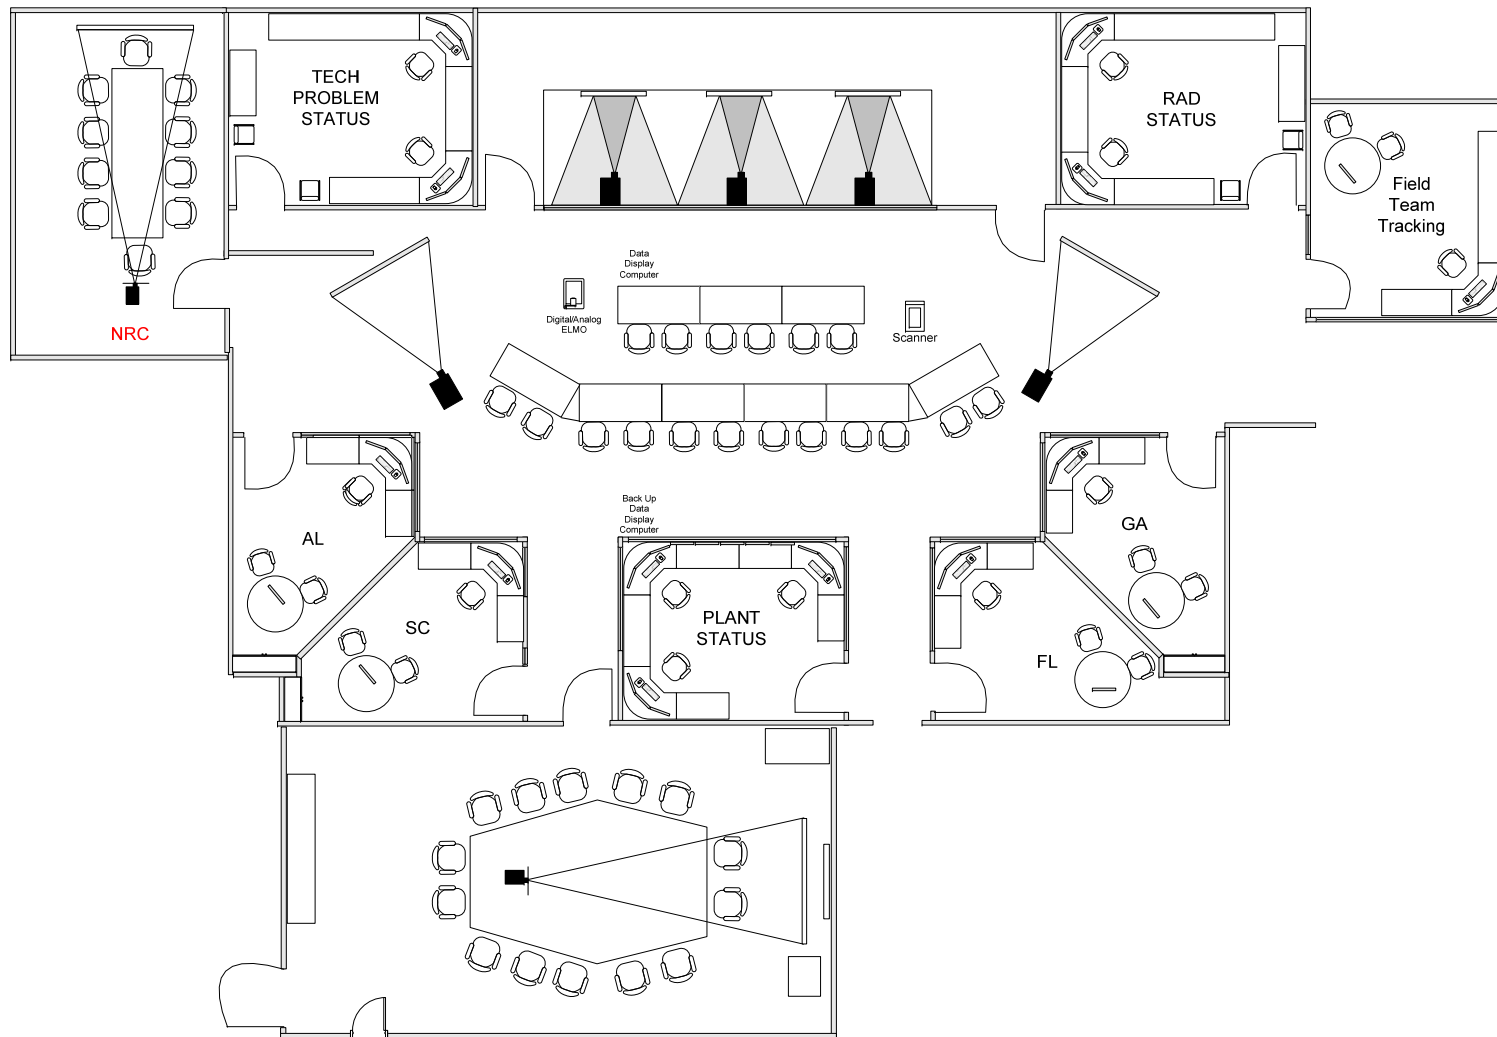 TECH
PROBLEM
STATUS
RAD
STATUS
Field
Team
Tracking
NRC
Data
Display
Computer
Digital/Analog
ELMO
Scanner
Back Up
Data
Display
Computer
AL
SC
PLANT
STATUS
GA
FL